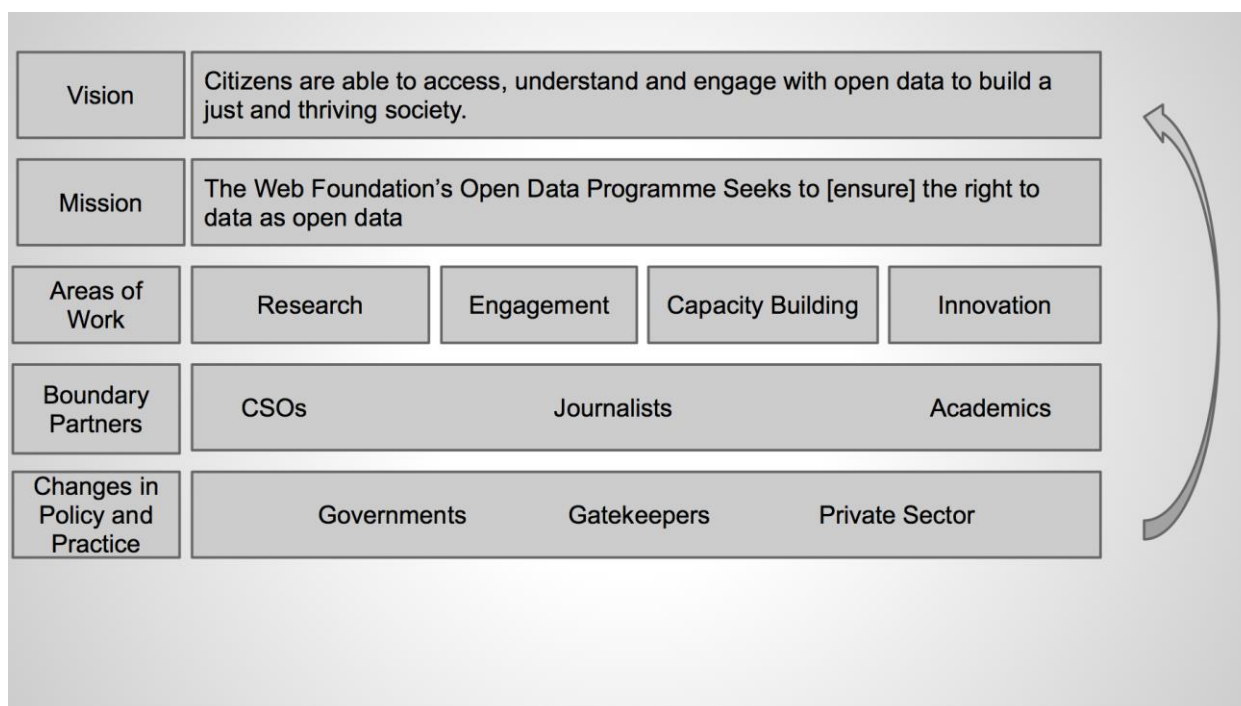 Vision
Citizens are able to access, understand and engage with open data to build a
just and thriving society.
Mission
The Web Foundation's Open Data Programme Seeks to [ensure] the right to
data as open data
Areas of
Work
Research
Engagement
Capacity Building
Innovation
Boundary
Partners
CSOs
Journalists
Academics
Changes in
Policy and
Practice
Governments
Gatekeepers
Private Sector